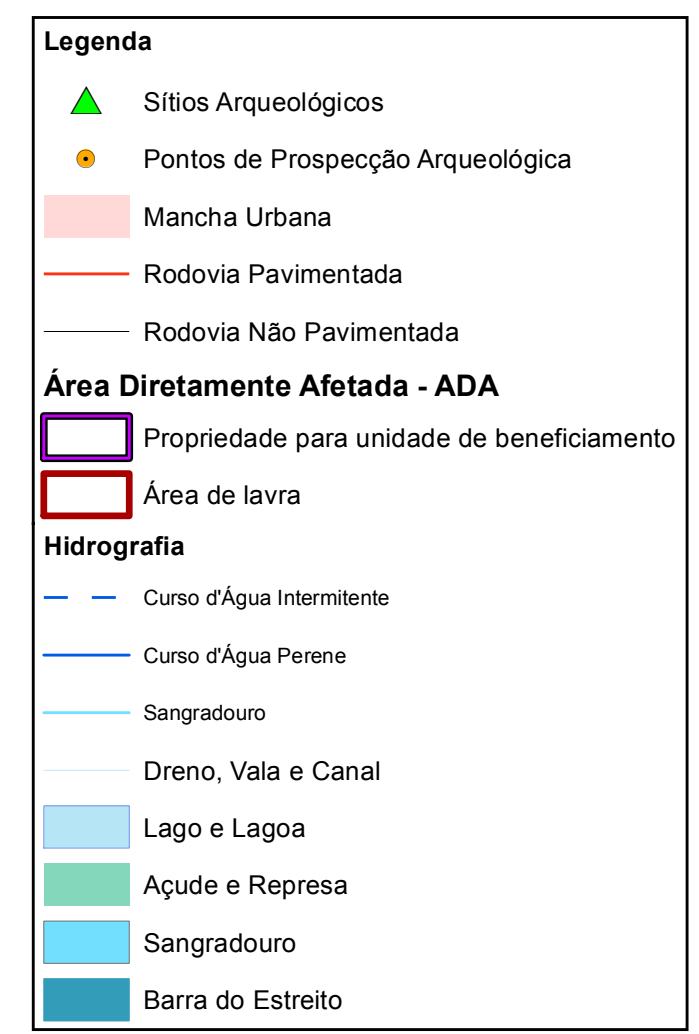 Legenda
Sítios Arqueológicos
Pontos de Prospecção Arqueológica
Mancha Urbana
Rodovia Pavimentada
Rodovia Não Pavimentada
Área Diretamente Afetada - ADA
Propriedade para unidade de beneficiamento
Área de lavra
Hidrografia
Curso d'Água Intermitente
Curso d'Água Perene
Sangradouro
Dreno, Vala e Canal
Lago e Lagoa
Açude e Represa
Sangradouro
Barra do Estreito